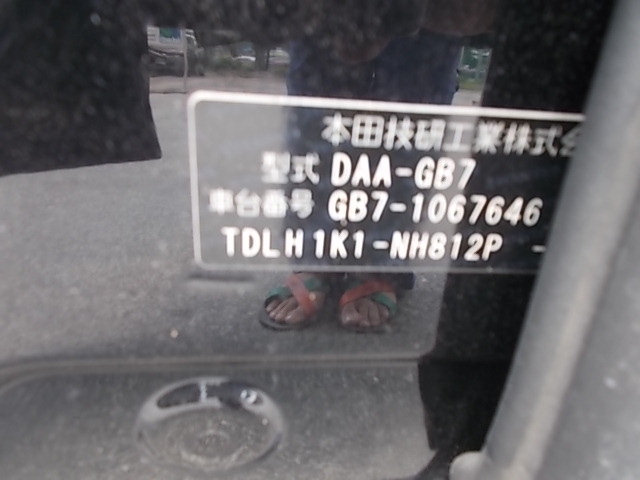 本田技研工業株式
型式 DAA-GB7
車台番号 GB7-1067646
TDLH1K1-NH812P -